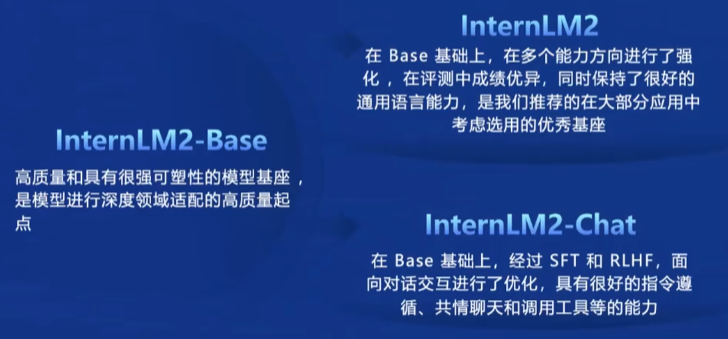 InternLM2-Base
高质量和具有很强可塑性的模型基座，
是模型进行深度领域适配的高质量起
点
InternLM2
在 Base 基础上，在多个能力方向进行了强
化，在评测中成绩优异，同时保持了很好的
通用语言能力，是我们推荐的在大部分应用中
考虑选用的优秀基座
InternLM2-Chat
在 Base 基础上，经过 SFT 和 RLHF，面
向对话交互进行了优化，具有很好的指令遵
循、共情聊天和调用工具等的能力